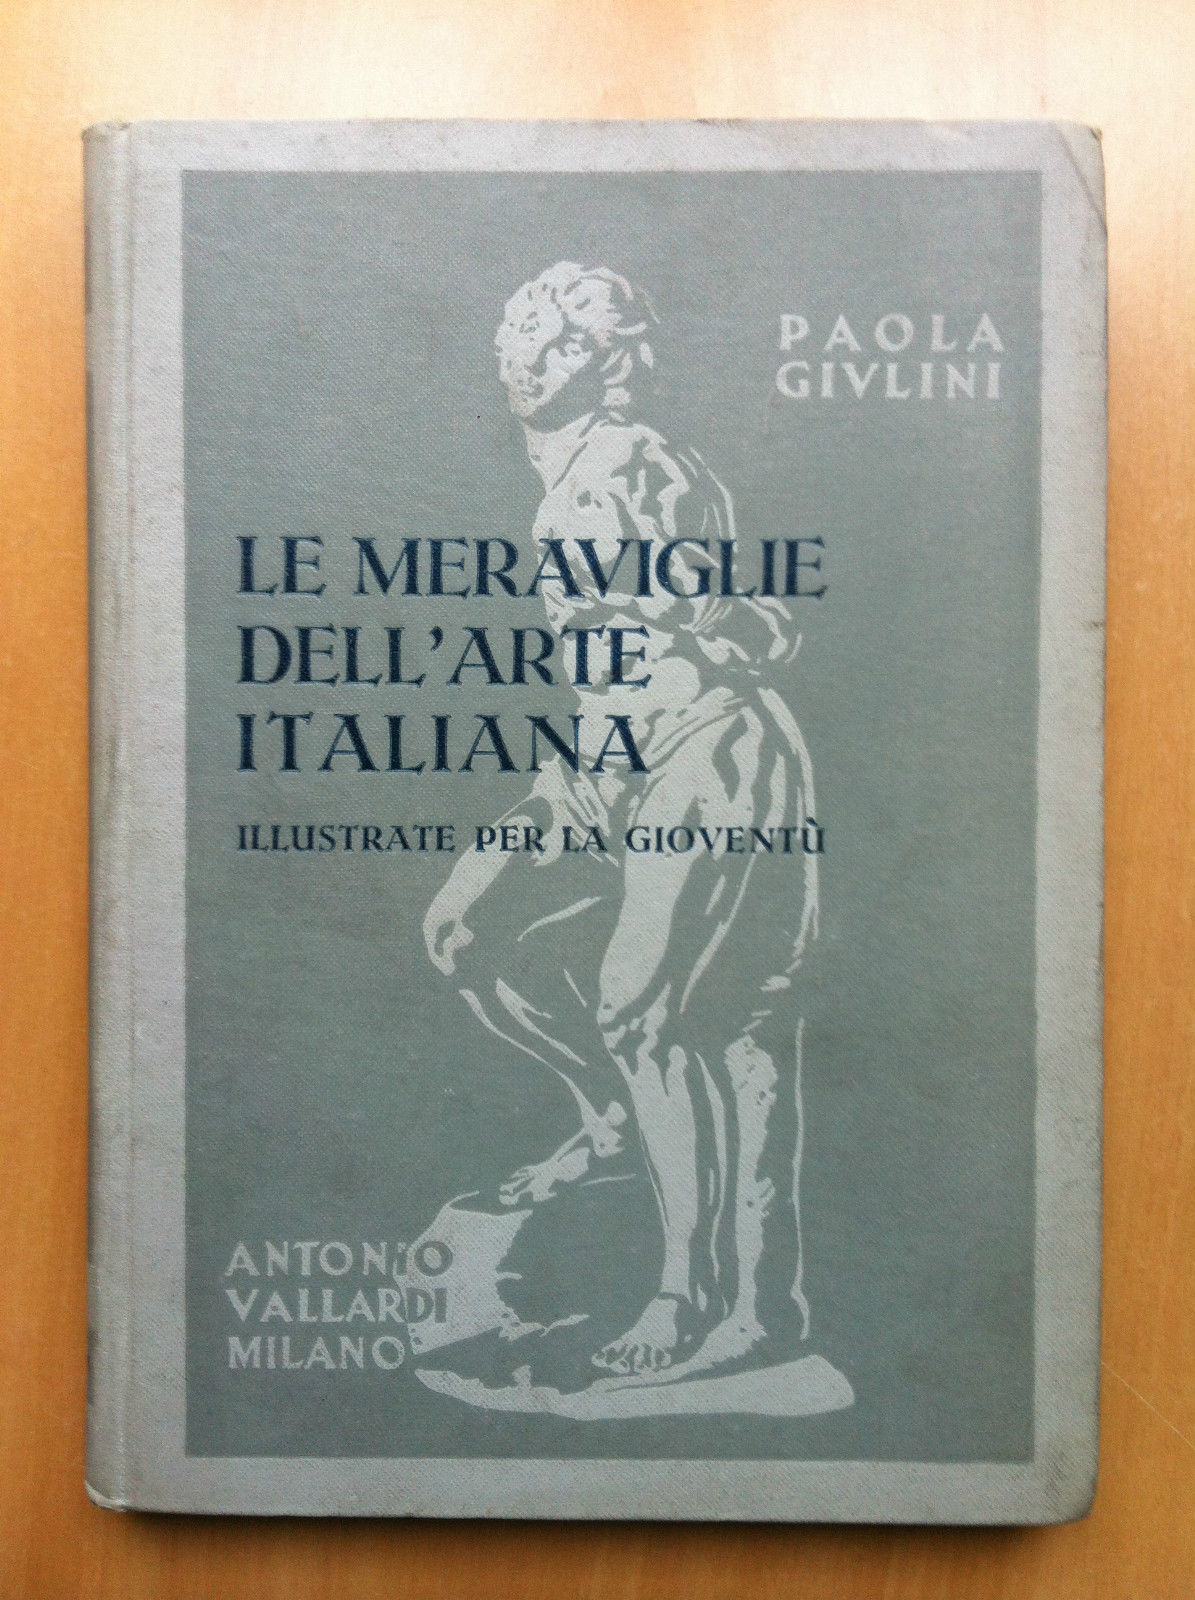 PAOLA
GIVLINI
LE MERAVIGLIE
DELL'ARTE
ITALIANA
ILLUSTRATE PER LA GIOVENTÙ
ANTONIO
VALLARDI
MILANO